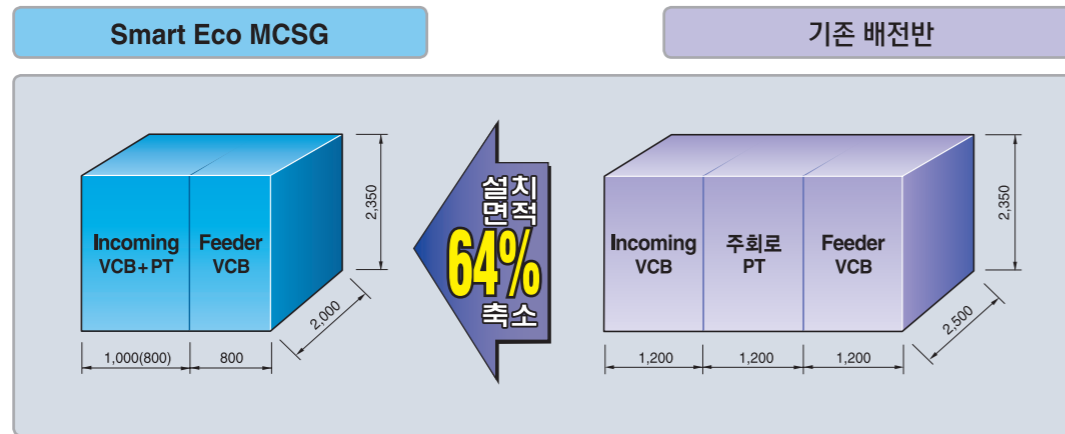 Smart Eco MCSG
기존 배전반
Incoming
VCB+PT
Feeder
VCB
2,350
2,000
1,000(800)
800
설치
면적
64%
축소
Incoming
VCB
주회로
PT
Feeder
VCB
2,350
2,500
1,200
1,200
1,200